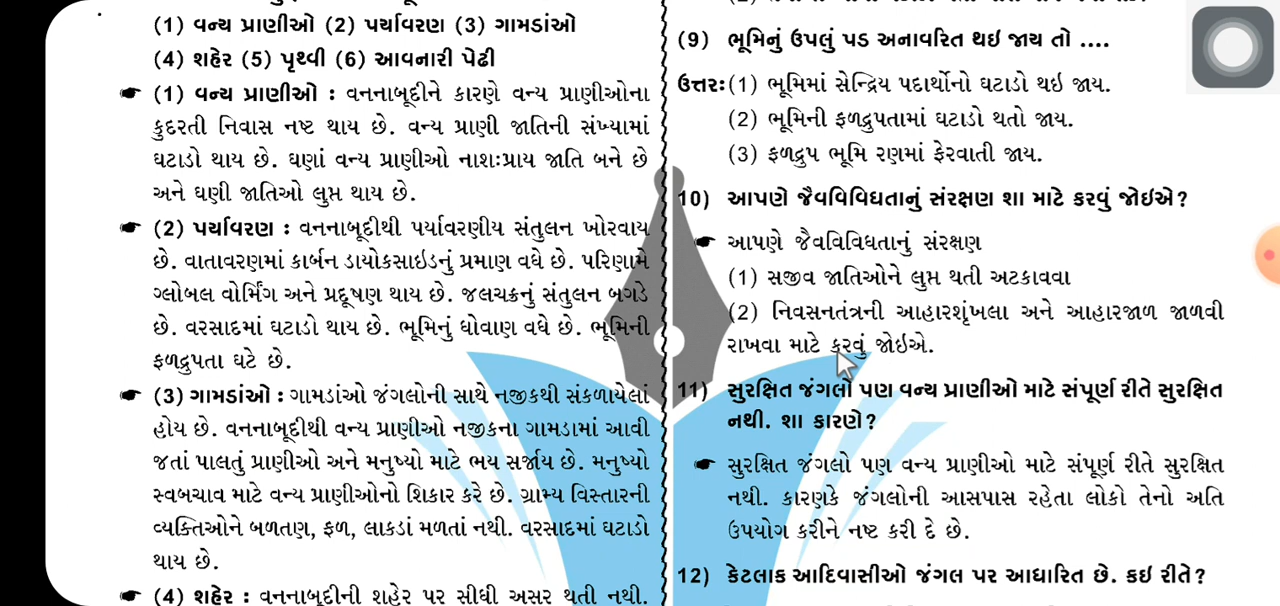 (1) વન્ય પ્રાણીઓ (2) પર્યાવરણ (3) ગામડાંઓ
(4) શહેર (5) પૃથ્વી (6) આવનારી પેઢી
☛ (1) વન્ય પ્રાણીઓ : વનનાબૂદીને કારણે વન્ય પ્રાણીઓના
કુદરતી નિવાસ નષ્ટ થાય છે. વન્ય પ્રાણી જાતિની સંખ્યામાં
ઘટાડો થાય છે. ઘણાં વન્ય પ્રાણીઓ નાશઃપ્રાય જાતિ બને છે
અને ઘણી જાતિઓ લુપ્ત થાય છે.
☛ (2) પર્યાવરણ : વનનાબૂદીથી પર્યાવરણીય સંતુલન ખોરવાય
છે. વાતાવરણમાં કાર્બન ડાયોકસાઇડનું પ્રમાણ વધે છે. પરિણામે
ગ્લોબલ વોર્મિંગ અને પ્રદૂષણ થાય છે. જલચક્રનું સંતુલન બગડે
છે. વરસાદમાં ઘટાડો થાય છે. ભૂમિનું ધોવાણ વધે છે. ભૂમિની
ફળદ્રુપતા ઘટે છે.
☛ (3) ગામડાંઓ : ગામડાંઓ જંગલોની સાથે નજીકથી સંકળાયેલાં
હોય છે. વનનાબૂદીથી વન્ય પ્રાણીઓ નજીકના ગામડામાં આવી
જતાં પાલતું પ્રાણીઓ અને મનુષ્યો માટે ભય સર્જાય છે. મનુષ્યો
સ્વબચાવ માટે વન્ય પ્રાણીઓનો શિકાર કરે છે. ગ્રામ્ય વિસ્તારની
વ્યક્તિઓને બળતણ, ફળ, લાકડાં મળતાં નથી. વરસાદમાં ઘટાડો
થાય છે.
☛ (4) શહેર : વનનાબૂદીની શહેર પર સીધી અસર થતી નથી.
(9) ભૂમિનું ઉપલું પડ અનાવરિત થઇ જાય તો ....
ઉત્તરઃ (1) ભૂમિમાં સેન્દ્રિય પદાર્થોનો ઘટાડો થઇ જાય.
(2) ભૂમિની ફળદ્રુપતામાં ઘટાડો થતો જાય.
(3) ફળદ્રુપ ભૂમિ રણમાં ફેરવાતી જાય.
10) આપણે જૈવવિવિધતાનું સંરક્ષણ શા માટે કરવું જોઇએ?
☛ આપણે જૈવવિવિધતાનું સંરક્ષણ
(1) સજીવ જાતિઓને લુપ્ત થતી અટકાવવા
(2) નિવસનતંત્રની આહારશૃંખલા અને આહારજાળ જાળવી
રાખવા માટે કરવું જોઇએ.
11) સુરક્ષિત જંગલો પણ વન્ય પ્રાણીઓ માટે સંપૂર્ણ રીતે સુરક્ષિત
નથી. શા કારણે?
☛ સુરક્ષિત જંગલો પણ વન્ય પ્રાણીઓ માટે સંપૂર્ણ રીતે સુરક્ષિત
નથી. કારણકે જંગલોની આસપાસ રહેતા લોકો તેનો અતિ
ઉપયોગ કરીને નષ્ટ કરી દે છે.
12) કેટલાક આદિવાસીઓ જંગલ પર આધારિત છે. કઇ રીતે?